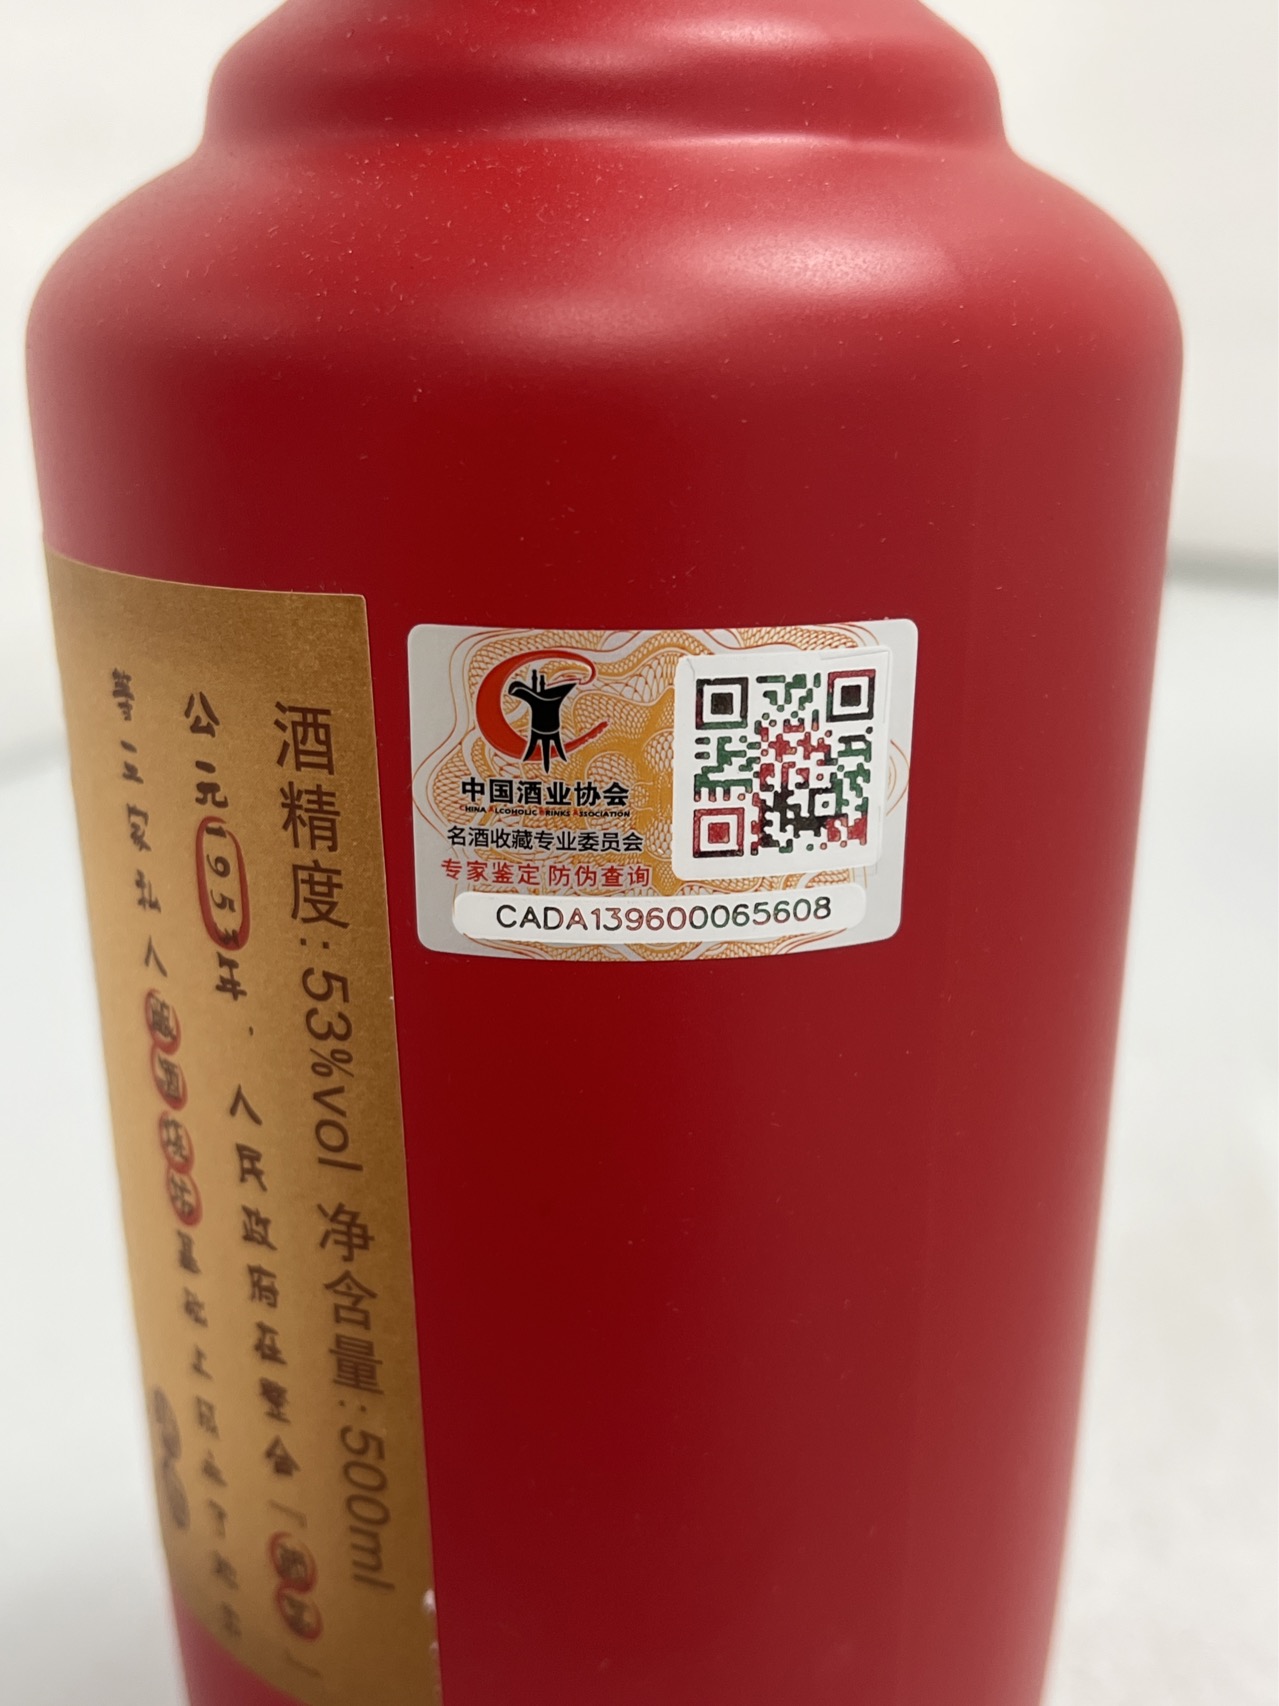 酒精度:53%vol 净含量:500ml
公元1953年,人民政府在整合「
等三家私人
基础上
中国酒业协会
CHINA ALCOHOLIC DRINKS ASSOCIATION
名酒收藏专业委员会
专家鉴定 防伪查询
CADA139600065608